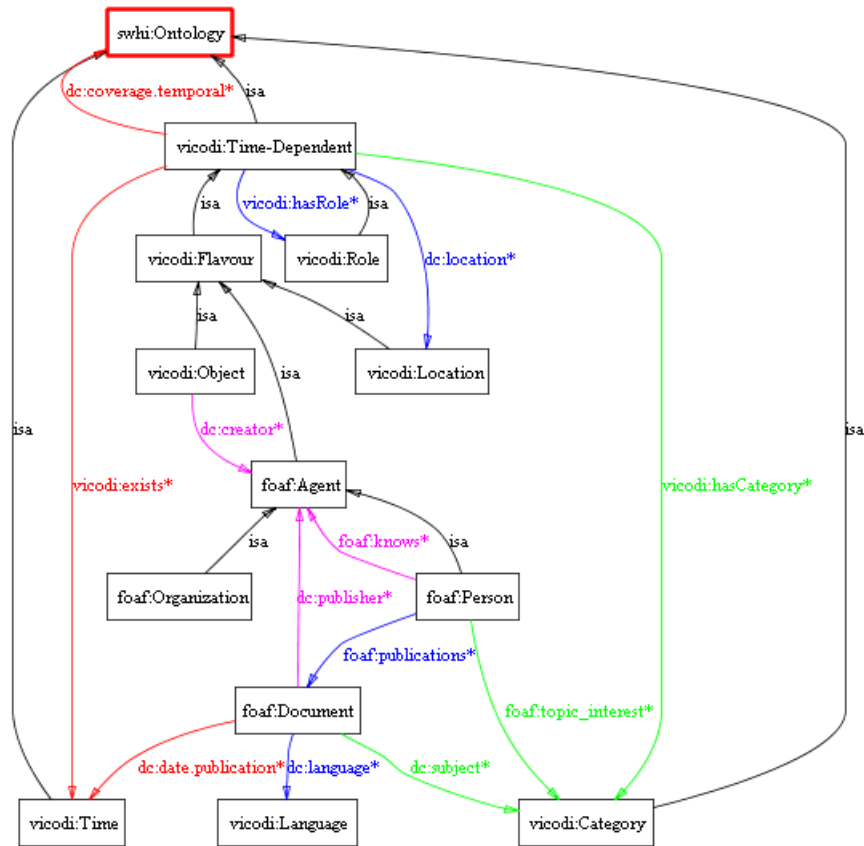 swhi:Ontology
dc:coverage.temporal*
isa
vicodi:Time-Dependent
isa
vicodi:hasRole*
isa
vicodi:Flavour
vicodi:Role
dc:location*
isa
isa
vicodi:Object
isa
vicodi:Location
isa
dc:creator*
isa
vicodi:exists*
foaf:Agent
vicodi:hasCategory*
isa
foaf:knows*
isa
foaf:Organization
dc:publisher*
foaf:Person
foaf:publications*
foaf:Document
foaf:topic_interest*
dc:date.publication*
dc:language*
dc:subject*
vicodi:Time
vicodi:Language
vicodi:Category